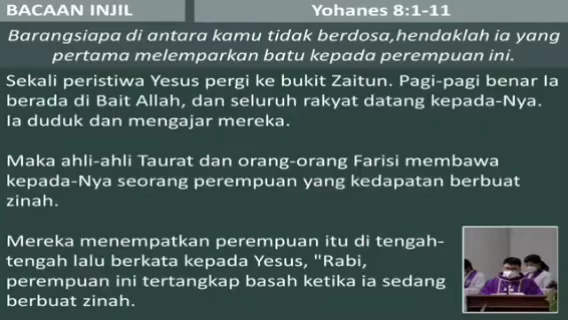 BACAAN INJIL
Yohanes 8:1-11
Barangsiapa di antara kamu tidak berdosa,hendaklah ia yang
pertama melemparkan batu kepada perempuan ini.
Sekali peristiwa Yesus pergi ke bukit Zaitun. Pagi-pagi benar Ia
berada di Bait Allah, dan seluruh rakyat datang kepada-Nya.
Ia duduk dan mengajar mereka.
Maka ahli-ahli Taurat dan orang-orang Farisi membawa
kepada-Nya seorang perempuan yang kedapatan berbuat
zinah.
Mereka menempatkan perempuan itu di tengah-
tengah lalu berkata kepada Yesus, "Rabi,
perempuan ini tertangkap basah ketika ia sedang
berbuat zinah.